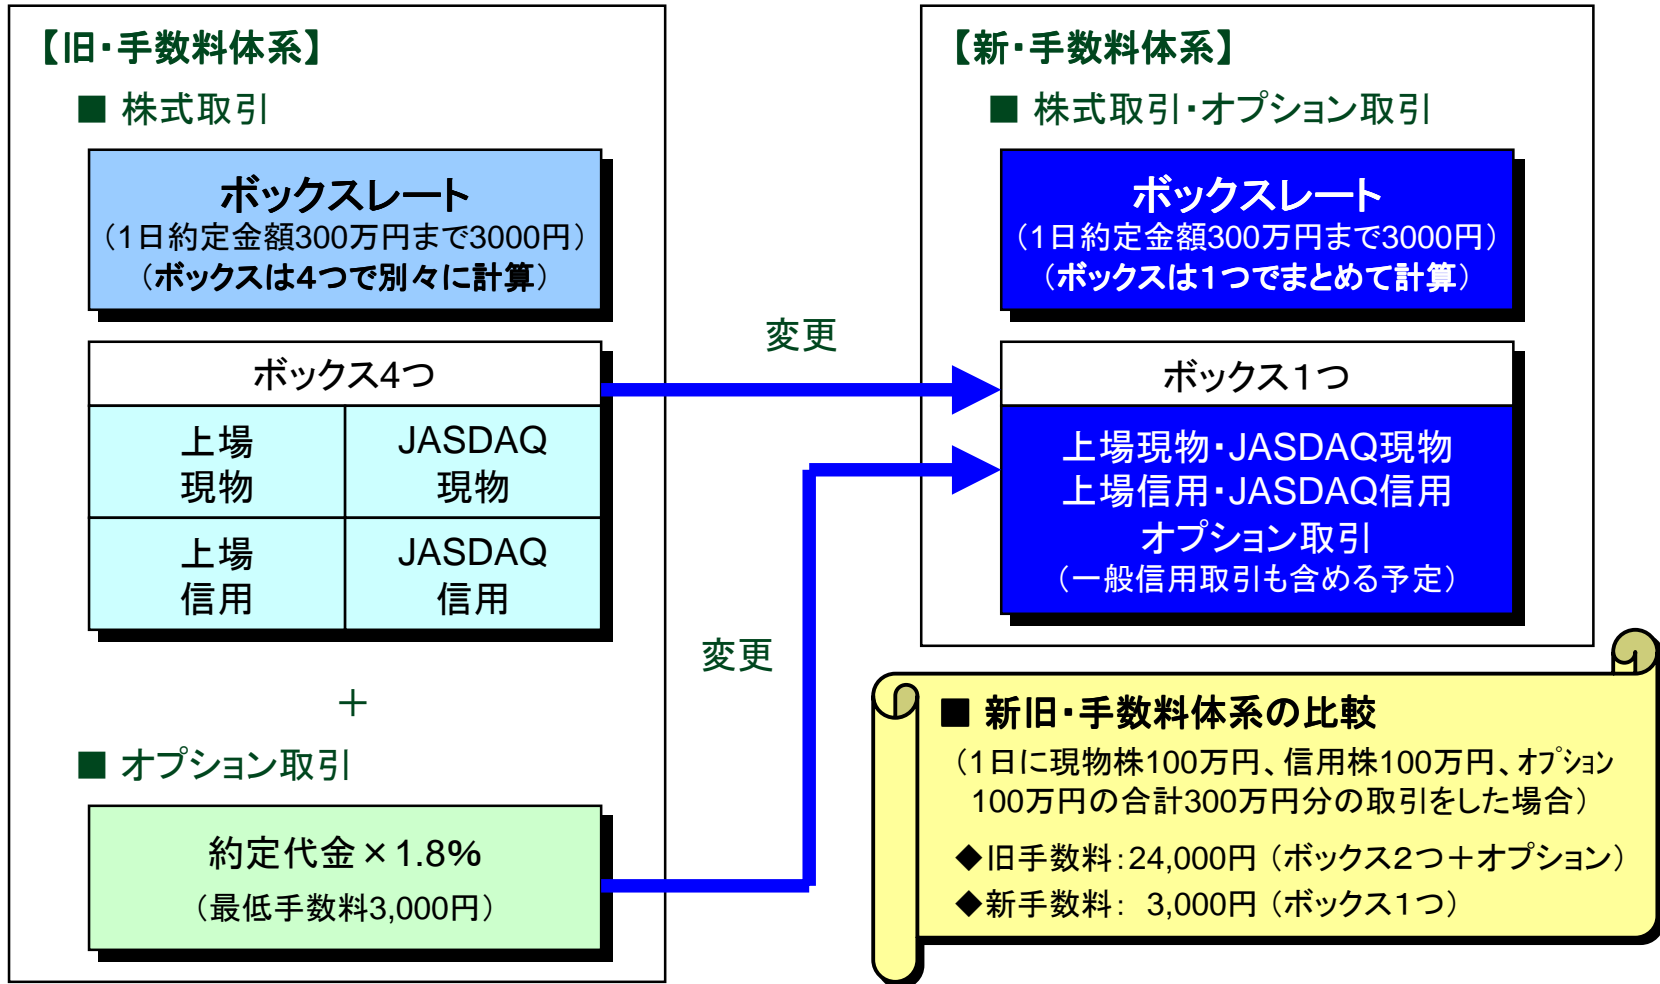 【旧・手数料体系】
■ 株式取引
ボックスレート
（1日約定金額300万円まで3000円）
（ボックスは４つで別々に計算）
ボックス4つ
上場
現物
JASDAQ
現物
上場
信用
JASDAQ
信用
＋
■ オプション取引
約定代金×1.8%
（最低手数料3,000円）
変更
変更
【新・手数料体系】
■ 株式取引・オプション取引
ボックスレート
（1日約定金額300万円まで3000円）
（ボックスは１つでまとめて計算）
ボックス１つ
上場現物・JASDAQ現物
上場信用・JASDAQ信用
オプション取引
（一般信用取引も含める予定）
■ 新旧・手数料体系の比較
（1日に現物株100万円、信用株100万円、ｵﾌﾟｼｮﾝ
100万円の合計300万円分の取引をした場合）
◆旧手数料：24,000円（ボックス２つ＋オプション）
◆新手数料： 3,000円（ボックス１つ）